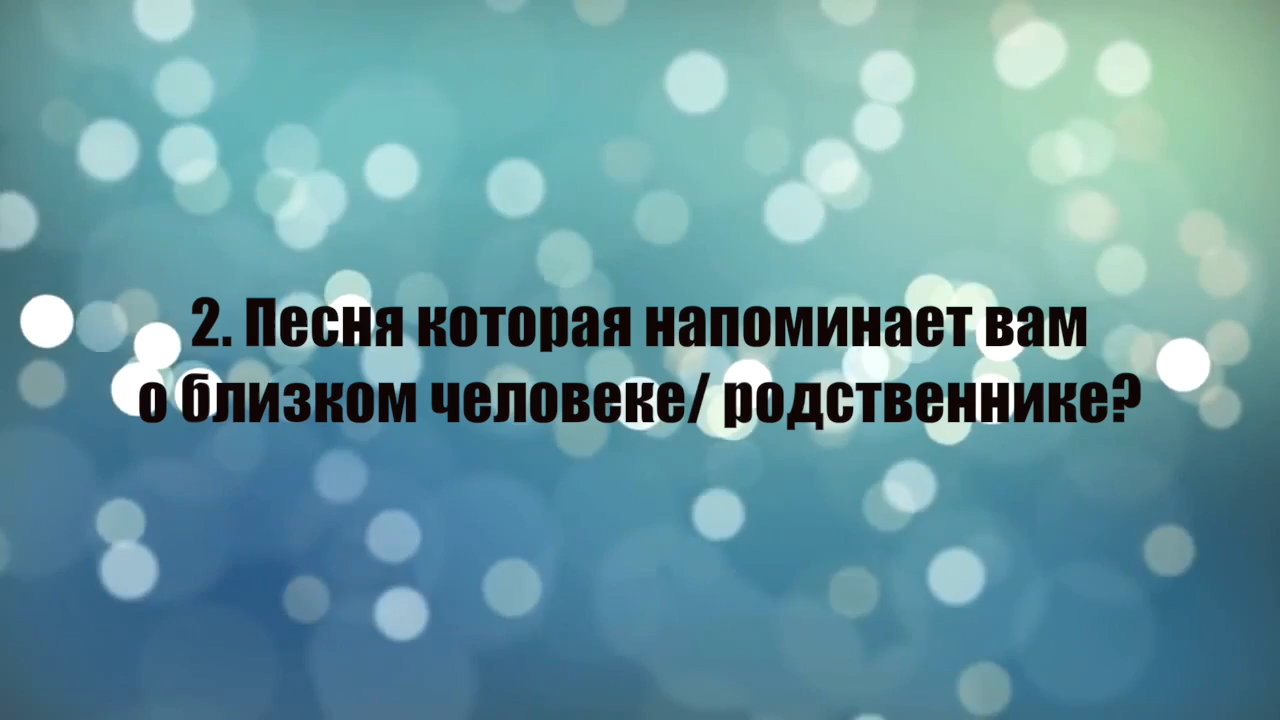 2. Песня которая напоминает вам
о близком человеке/ родственнике?